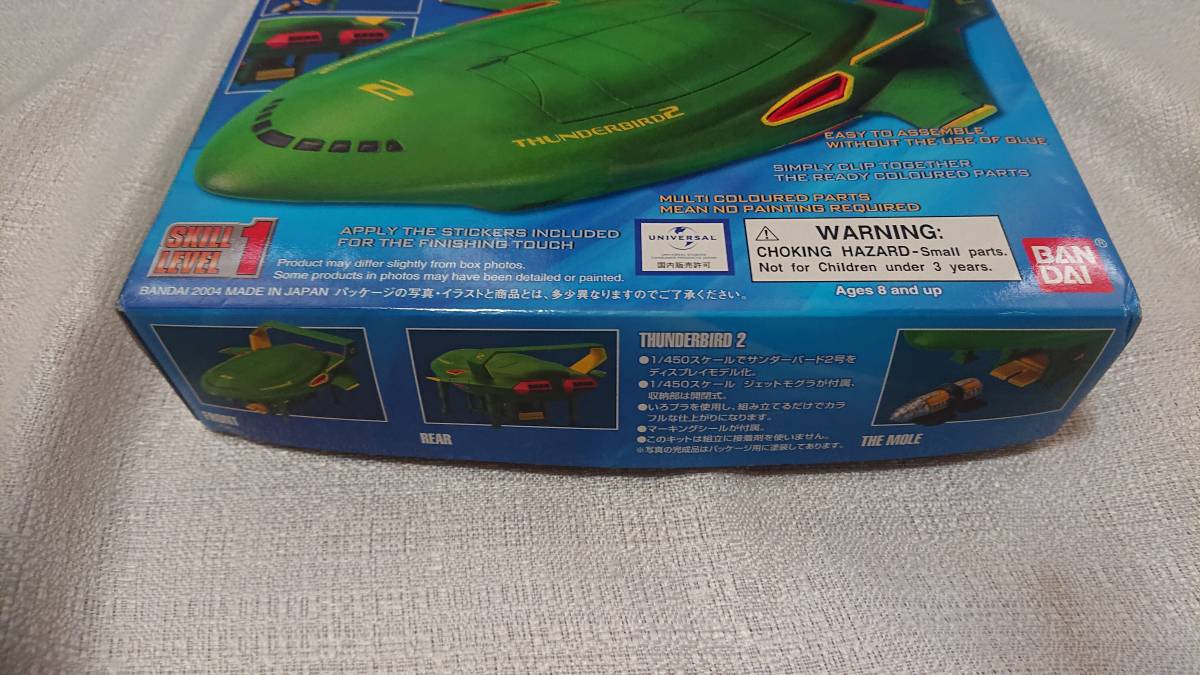 2
THUNDERBIRD 2
EASY TO ASSEMBLE
WITHOUT THE USE OF GLUE
SIMPLY CLIP TOGETHER
THE READY COLOURED PARTS
MULTI COLOURED PARTS
MEAN NO PAINTING REQUIRED
SKILL
LEVEL 1
APPLY THE STICKERS INCLUDED
FOR THE FINISHING TOUCH
Product may differ slightly from box photos.
Some products in photos may have been detailed or painted.
UNIVERSAL
国内販売許可
WARNING:
CHOKING HAZARD-Small parts.
Not for Children under 3 years.
Ages 8 and up
BAN
DAI
®
BANDAI 2004 MADE IN JAPAN パッケージの写真・イラストと商品とは、多少異なりますのでご了承ください。
FRONT
REAR
THUNDERBIRD 2
●1/450スケールでサンダーバード2号を
ディスプレイモデル化。
●1/450スケール ジェットモグラが付属、
収納部は開閉式。
●いろプラを使用し、組み立てるだけでカラ
フルな仕上がりになります。
●マーキングシールが付属。
●このキットは組立に接着剤を使いません。
※写真の完成品はパッケージ用に塗装してあります。
THE MOLE